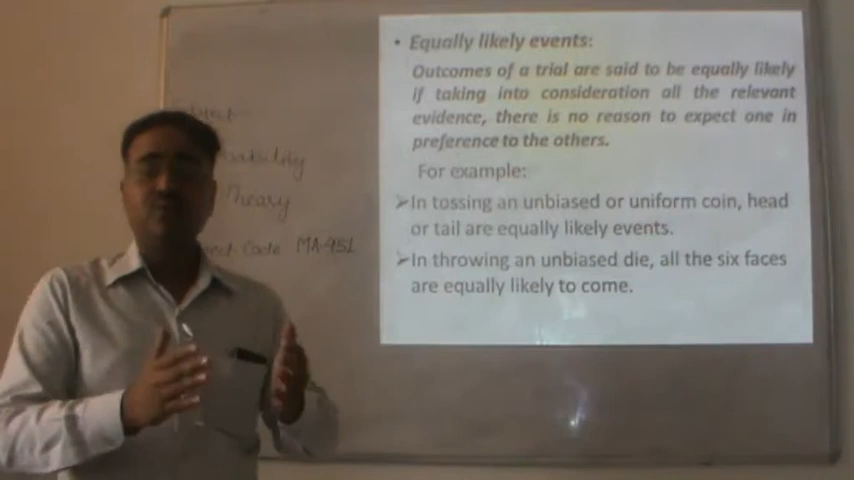 • Equally likely events:
Outcomes of a trial are said to be equally likely
if taking into consideration all the relevant
evidence, there is no reason to expect one in
preference to the others.
For example:
➢In tossing an unbiased or uniform coin, head
or tail are equally likely events.
➢In throwing an unbiased die, all the six faces
are equally likely to come.
Theory
Code MA-951